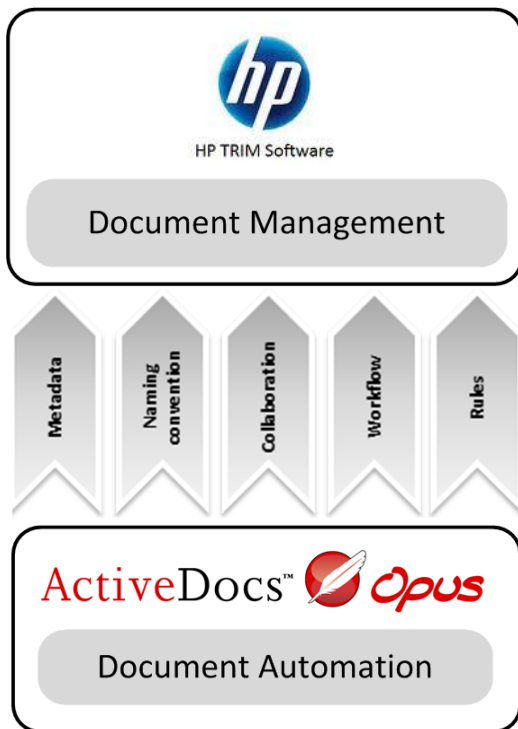 hp
HP TRIM Software
Document Management
Metadata
Naming
convention
Collaboration
Workflow
Rules
ActiveDocs™ Opus
Document Automation